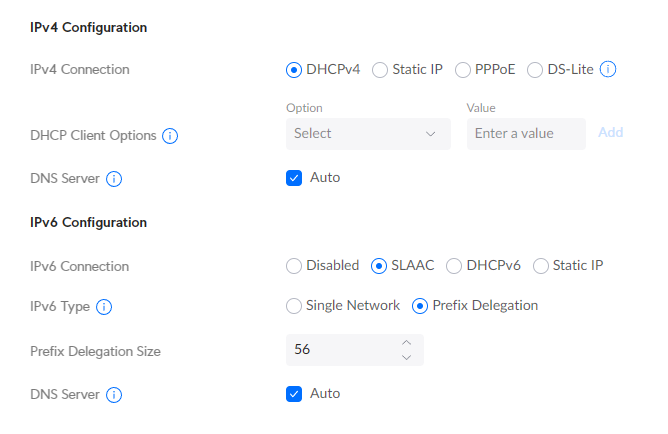 IPv4 Configuration
IPv4 Connection DHCPv4 Static IP PPPoE DS-Lite
Option Value
DHCP Client Options Select Enter a value Add
DNS Server Auto
IPv6 Configuration
IPv6 Connection Disabled SLAAC DHCPv6 Static IP
IPv6 Type Single Network Prefix Delegation
Prefix Delegation Size 56
DNS Server Auto